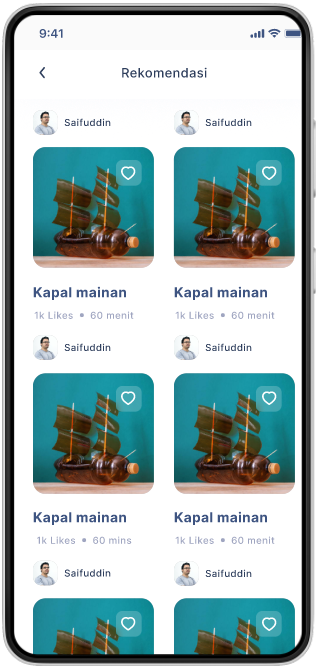 9:41
Rekomendasi
Saifuddin
Saifuddin
Kapal mainan
Kapal mainan
1k Likes • 60 menit
1k Likes • 60 menit
Saifuddin
Saifuddin
Kapal mainan
Kapal mainan
1k Likes • 60 mins
1k Likes • 60 menit
Saifuddin
Saifuddin